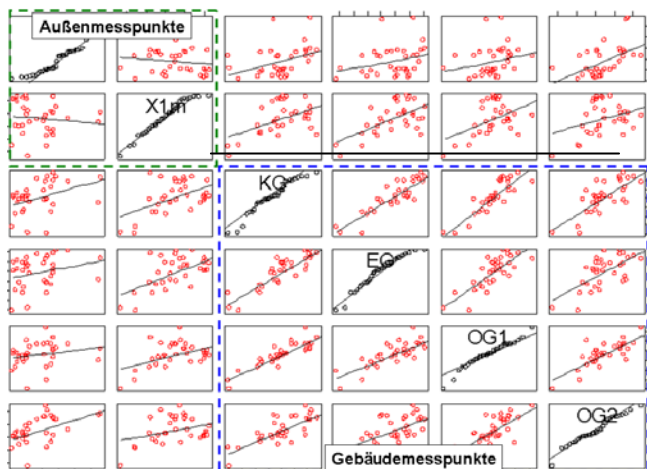 Außenmesspunkte
X1m
KG
EG
OG1
OG2
Gebäudemesspunkte